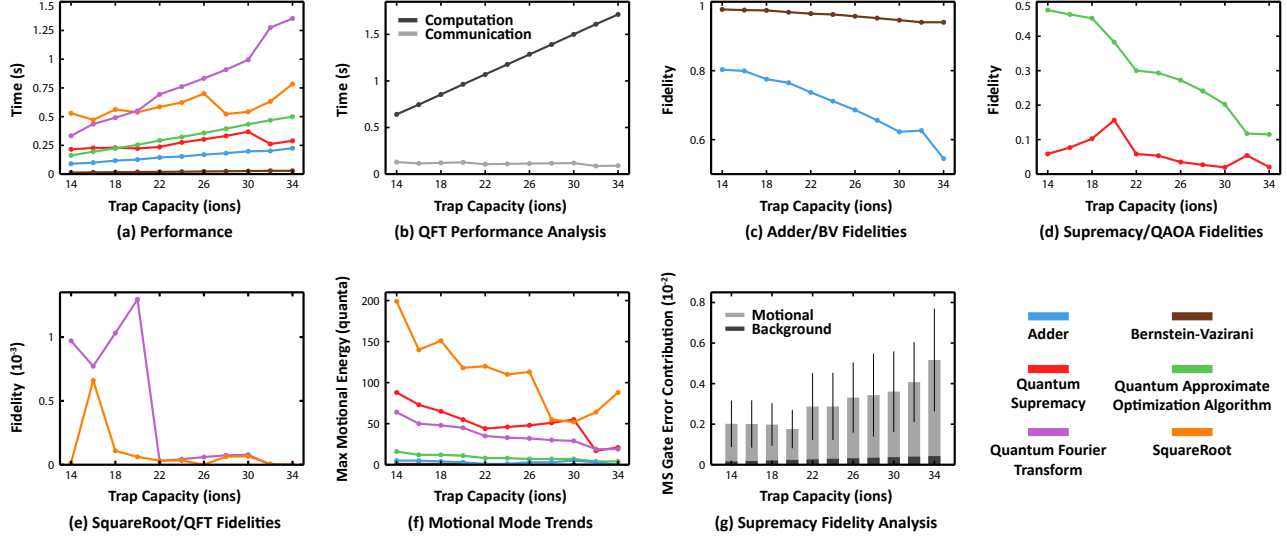 1.5
1.25
1
0.75
0.5
0.25
0
Time (s)
14 18 22 26 30 34
Trap Capacity (ions)
(a) Performance
1.5
1
0.5
0
Time (s)
Computation
Communication
14 18 22 26 30 34
Trap Capacity (ions)
(b) QFT Performance Analysis
1
0.8
0.6
Fidelity
14 18 22 26 30 34
Trap Capacity (ions)
(c) Adder/BV Fidelities
0.5
0.4
0.3
0.2
0.1
0
Fidelity
14 18 22 26 30 34
Trap Capacity (ions)
(d) Supremacy/QAOA Fidelities
1
0.5
0
Fidelity (10⁻³)
14 18 22 26 30 34
Trap Capacity (ions)
(e) SquareRoot/QFT Fidelities
200
150
100
50
0
Max Motional Energy (quanta)
14 18 22 26 30 34
Trap Capacity (ions)
(f) Motional Mode Trends
0.8
0.6
0.4
0.2
0
MS Gate Error Contribution (10⁻²)
Motional
Background
14 18 22 26 30 34
Trap Capacity (ions)
(g) Supremacy Fidelity Analysis
Adder
Bernstein-Vazirani
Quantum
Supremacy
Quantum Approximate
Optimization Algorithm
Quantum Fourier
Transform
SquareRoot